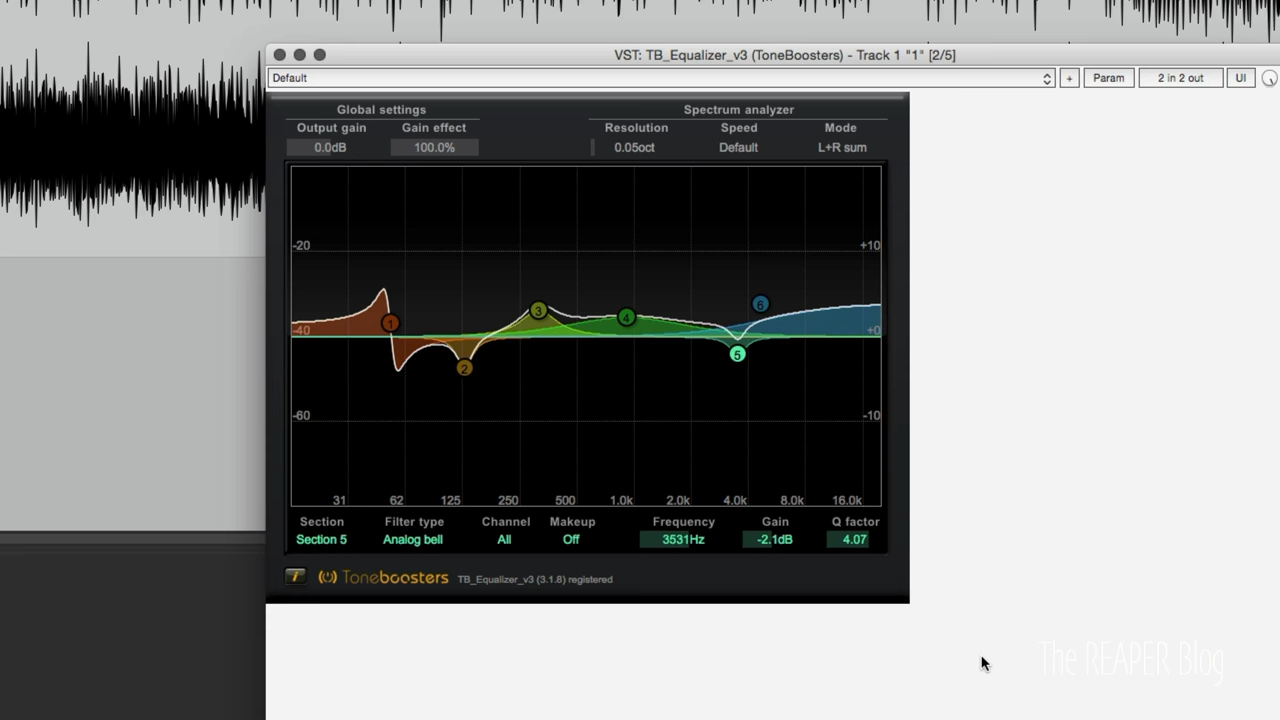 VST: TB_Equalizer_v3 (ToneBoosters) - Track 1 "1" [2/5]
Default + Param 2 in 2 out UI
Global settings Spectrum analyzer
Output gain Gain effect Resolution Speed Mode
0.0dB 100.0% 0.05oct Default L+R sum
-20 +10
3 4 6
1
-40 +0
5
2
-60 -10
31 62 125 250 500 1.0k 2.0k 4.0k 8.0k 16.0k
Section Filter type Channel Makeup Frequency Gain Q factor
Section 5 Analog bell All Off 3531Hz -2.1dB 4.07
i Toneboosters TB_Equalizer_v3 (3.1.8) registered
The REAPER Blog